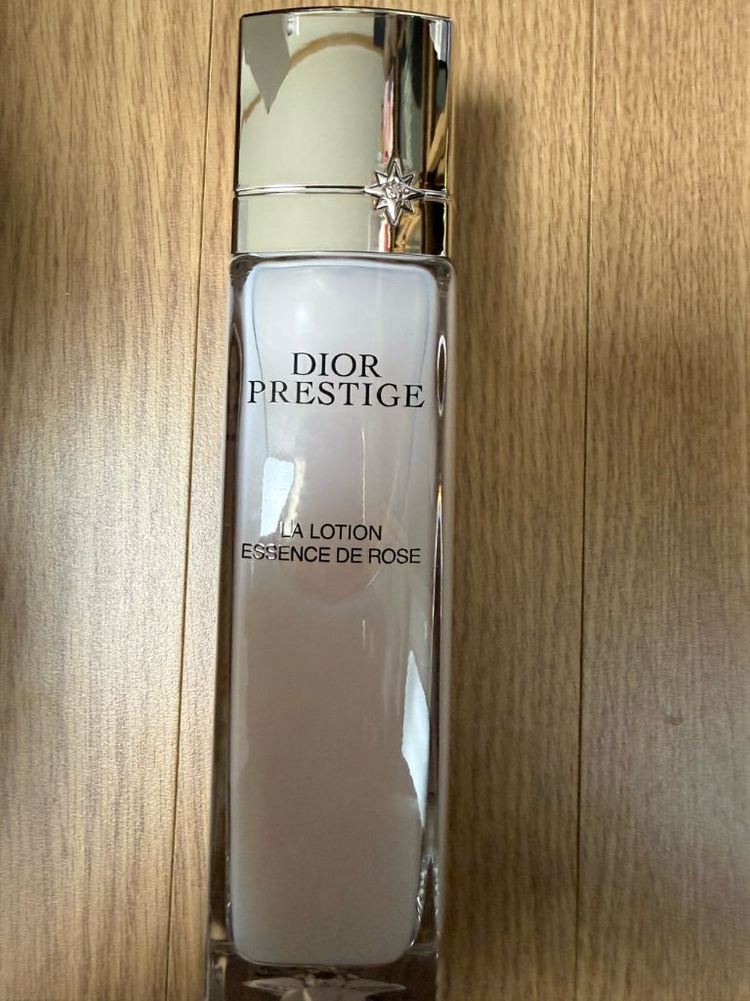 DIOR
PRESTIGE
LA LOTION
ESSENCE DE ROSE